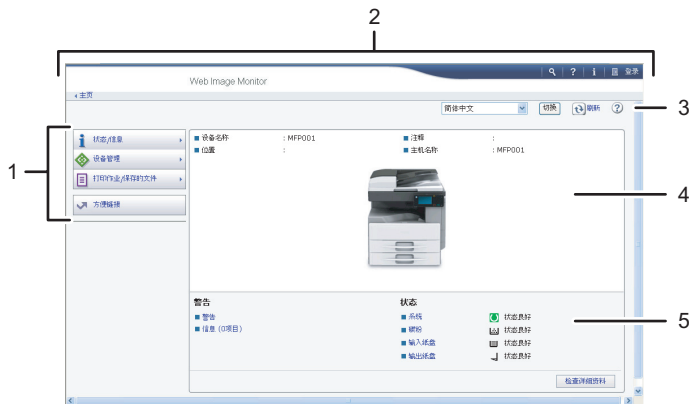 2
Web Image Monitor
? i 登录
主页
简体中文 切换 刷新 ?
3
1
状态/信息
设备管理
打印作业/保存的文件
方便链接
设备名称 : MFP001 注释 :
位置 : 主机名称 : MFP001
4
警告 状态
警告 系统 状态良好
信息 (0项目) 碳粉 状态良好
输入纸盘 状态良好
输出纸盘 状态良好
5
检查详细资料